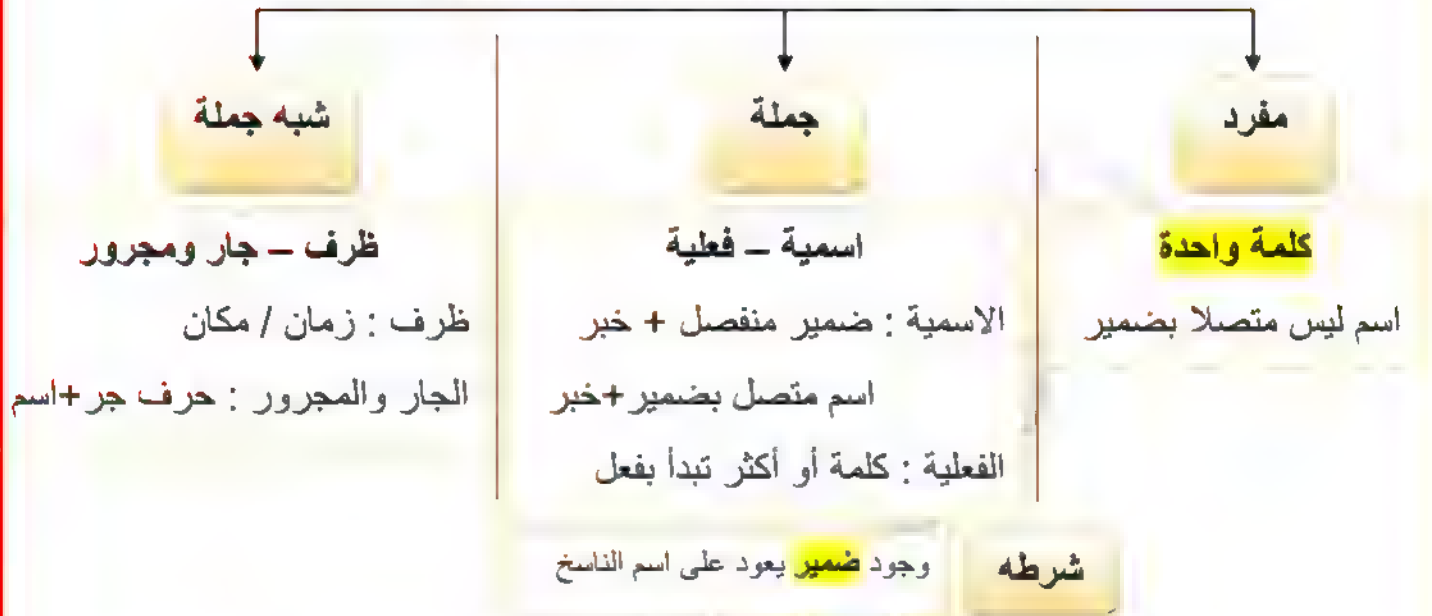 مفرد
كلمة واحدة
اسم ليس متصلا بضمير
جملة
اسمية – فعلية
الاسمية : ضمير منفصل + خبر
اسم متصل بضمير+خبر
الفعلية : كلمة أو أكثر تبدأ بفعل
شبه جملة
ظرف – جار ومجرور
ظرف : زمان / مكان
الجار والمجرور : حرف جر +اسم
شرطه
وجود ضمير يعود على اسم الناسخ